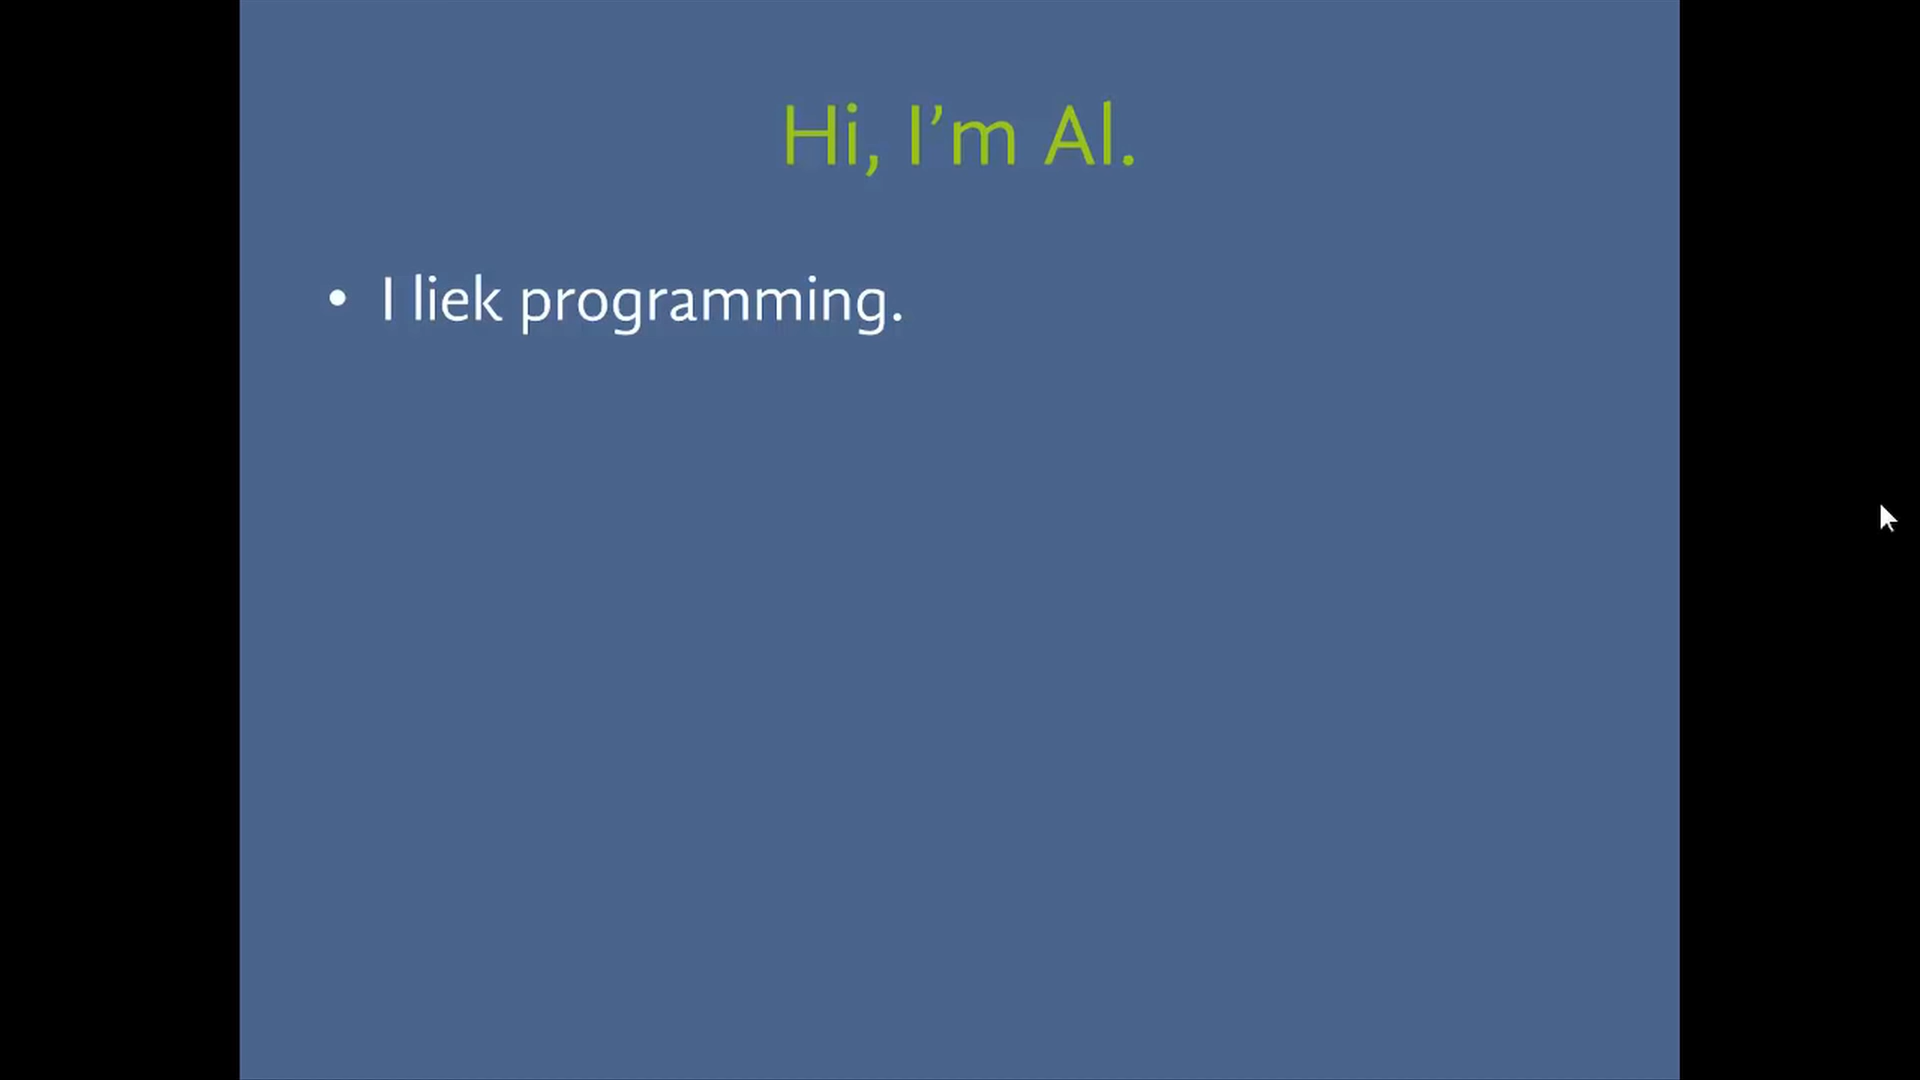 Hi, I’m Al.
• I liek programming.